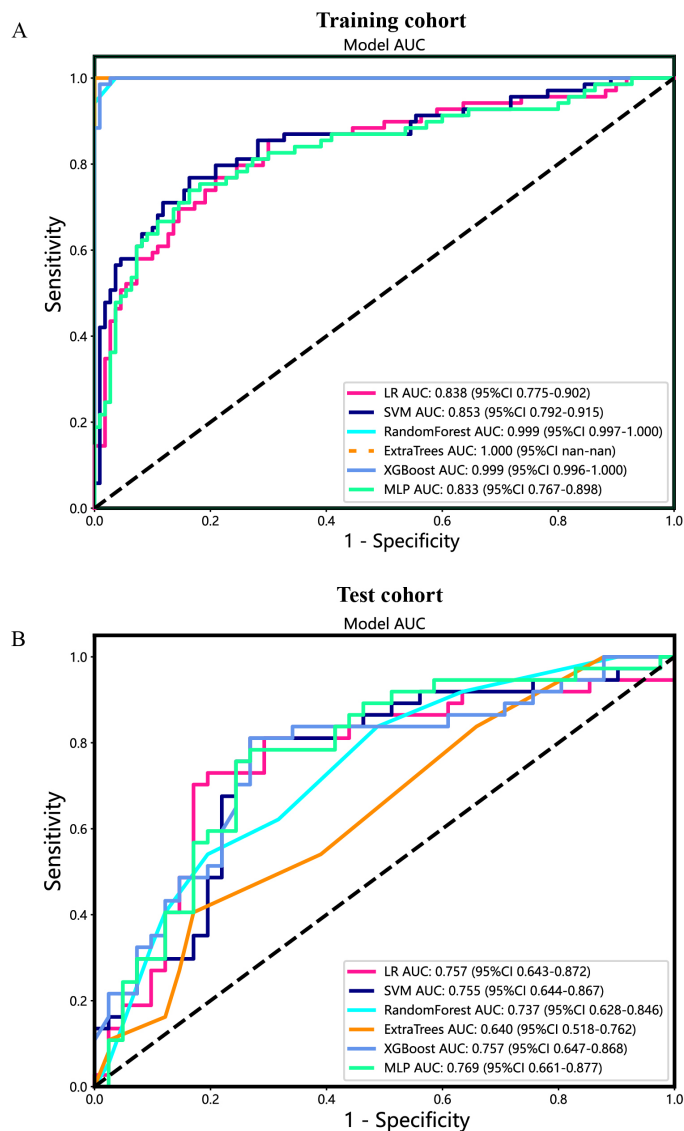 A
Training cohort
Model AUC
Sensitivity
1.0
0.8
0.6
0.4
0.2
0.0
LR AUC: 0.838 (95%CI 0.775-0.902)
SVM AUC: 0.853 (95%CI 0.792-0.915)
RandomForest AUC: 0.999 (95%CI 0.997-1.000)
ExtraTrees AUC: 1.000 (95%CI nan-nan)
XGBoost AUC: 0.999 (95%CI 0.996-1.000)
MLP AUC: 0.833 (95%CI 0.767-0.898)
0.0 0.2 0.4 0.6 0.8 1.0
1 - Specificity
Test cohort
B
Model AUC
Sensitivity
1.0
0.8
0.6
0.4
0.2
0.0
LR AUC: 0.757 (95%CI 0.643-0.872)
SVM AUC: 0.755 (95%CI 0.644-0.867)
RandomForest AUC: 0.737 (95%CI 0.628-0.846)
ExtraTrees AUC: 0.640 (95%CI 0.518-0.762)
XGBoost AUC: 0.757 (95%CI 0.647-0.868)
MLP AUC: 0.769 (95%CI 0.661-0.877)
0.0 0.2 0.4 0.6 0.8 1.0
1 - Specificity